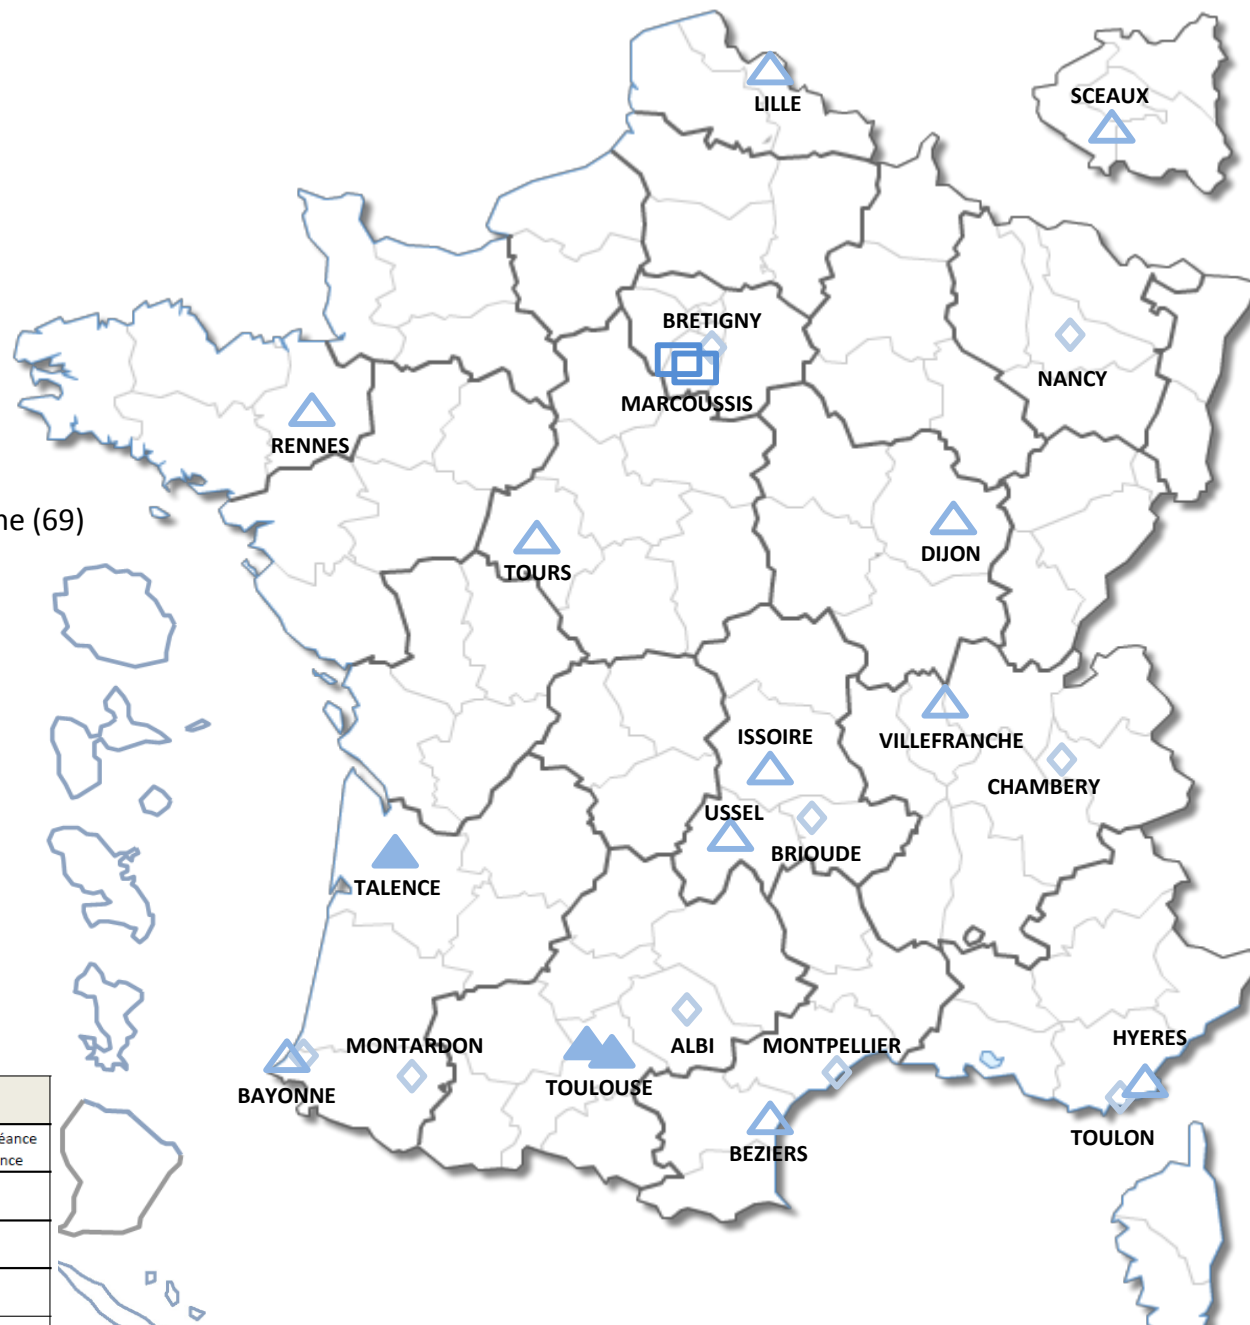 LILLE
SCEAUX
BRETIGNY
NANCY
MARCOUSSIS
RENNES
ne (69)
DIJON
TOURS
ISSOIRE
VILLEFRANCHE
CHAMBERY
USSEL
BRIOUDE
TALENCE
HYERES
MONTARDON
ALBI
MONTPELLIER
TOULOUSE
BAYONNE
TOULON
BEZIERS
éance
nce